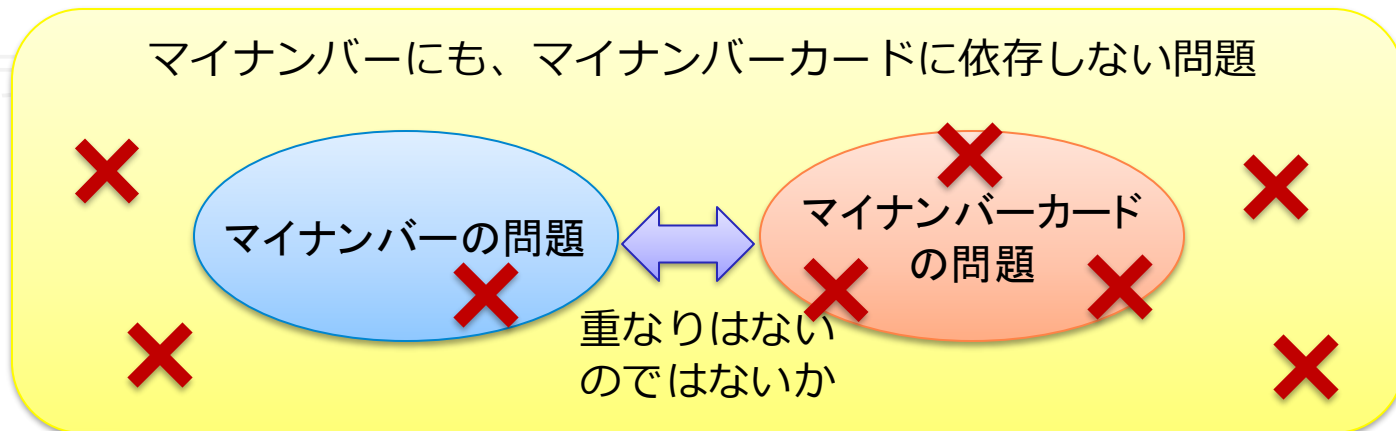 マイナンバーにも、マイナンバーカードに依存しない問題
マイナンバーの問題
マイナンバーカード
の問題
重なりはない
のではないか